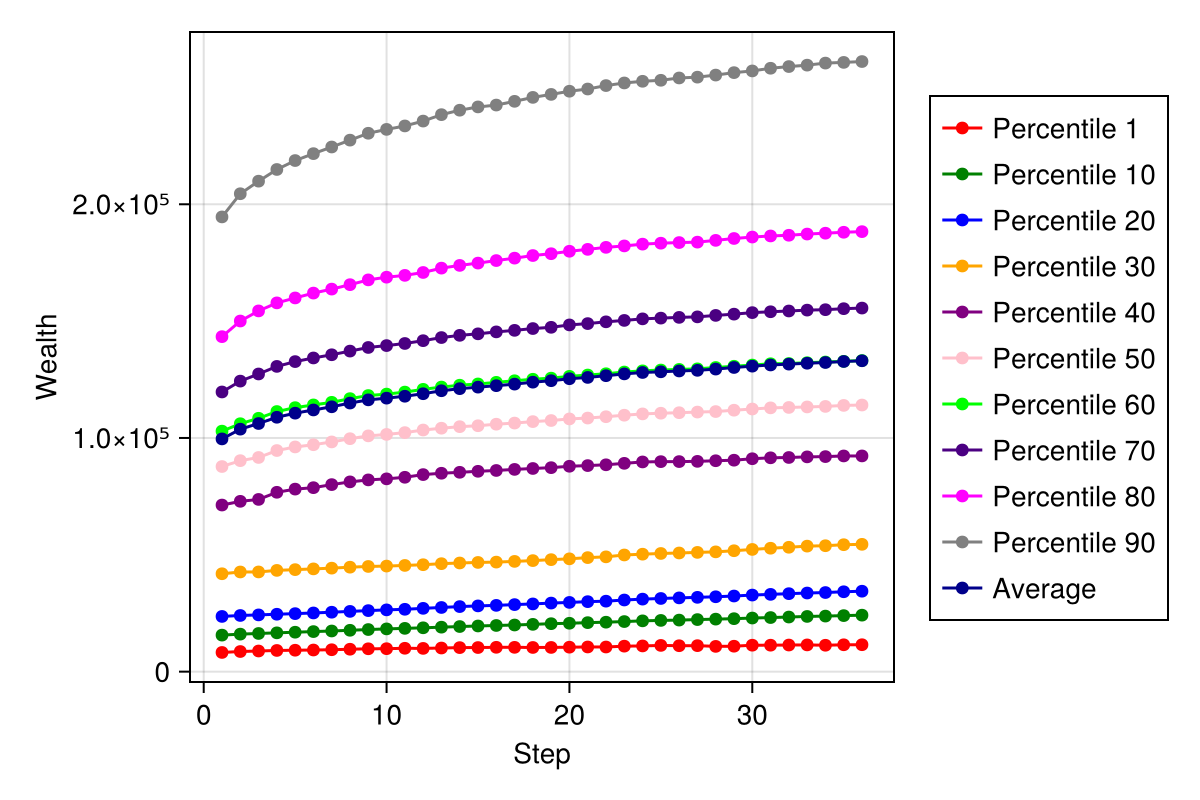 2.0×10⁵
1.0×10⁵
0
Wealth
0 10 20 30
Step
Percentile 1
Percentile 10
Percentile 20
Percentile 30
Percentile 40
Percentile 50
Percentile 60
Percentile 70
Percentile 80
Percentile 90
Average